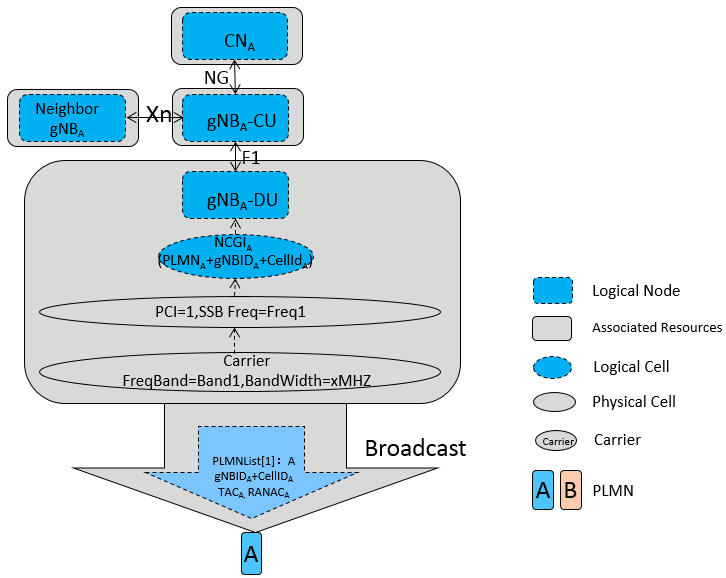 CNA
NG
Neighbor
gNBA
Xn
gNBA-CU
F1
gNBA-DU
NCGIA
(PLMNA+gNBIDA+CellIdA)
PCI=1,SSB Freq=Freq1
Carrier
FreqBand=Band1,BandWidth=xMHZ
Broadcast
PLMNList[1]：A
gNBIDA+CellIDA
TACA, RANACA
A
Logical Node
Associated Resources
Logical Cell
Physical Cell
Carrier Carrier
A B PLMN